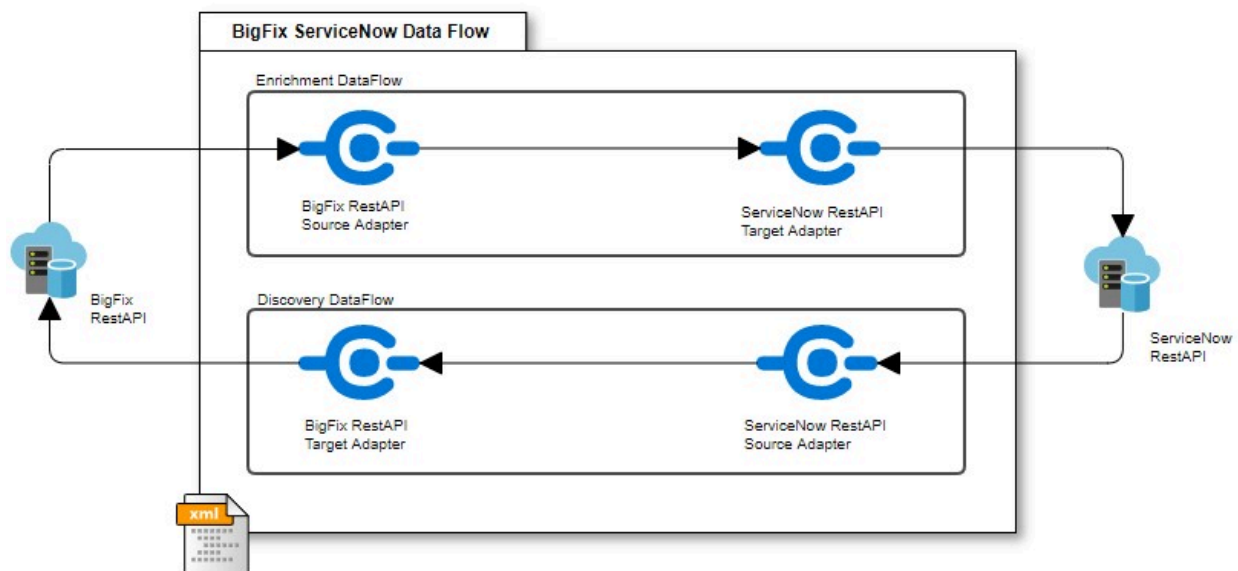 BigFix ServiceNow Data Flow
Enrichment DataFlow
BigFix RestAPI
Source Adapter
ServiceNow RestAPI
Target Adapter
BigFix
RestAPI
Discovery DataFlow
ServiceNow
RestAPI
BigFix RestAPI
Target Adapter
ServiceNow RestAPI
Source Adapter
xml